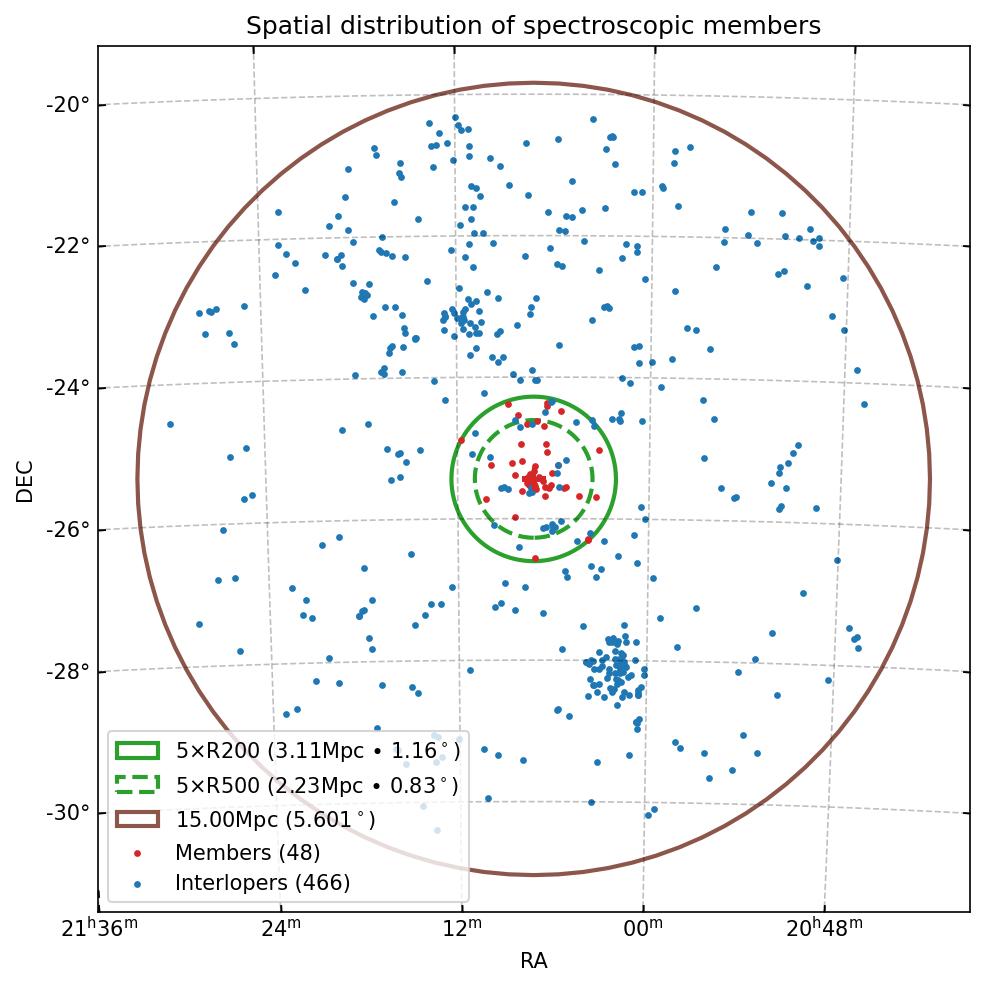 Spatial distribution of spectroscopic members
-20°
-22°
-24°
-26°
-28°
-30°
DEC
5×R200 (3.11Mpc • 1.16°)
5×R500 (2.23Mpc • 0.83°)
15.00Mpc (5.601°)
Members (48)
Interlopers (466)
21ʰ36ᵐ 24ᵐ 12ᵐ 00ᵐ 20ʰ48ᵐ
RA